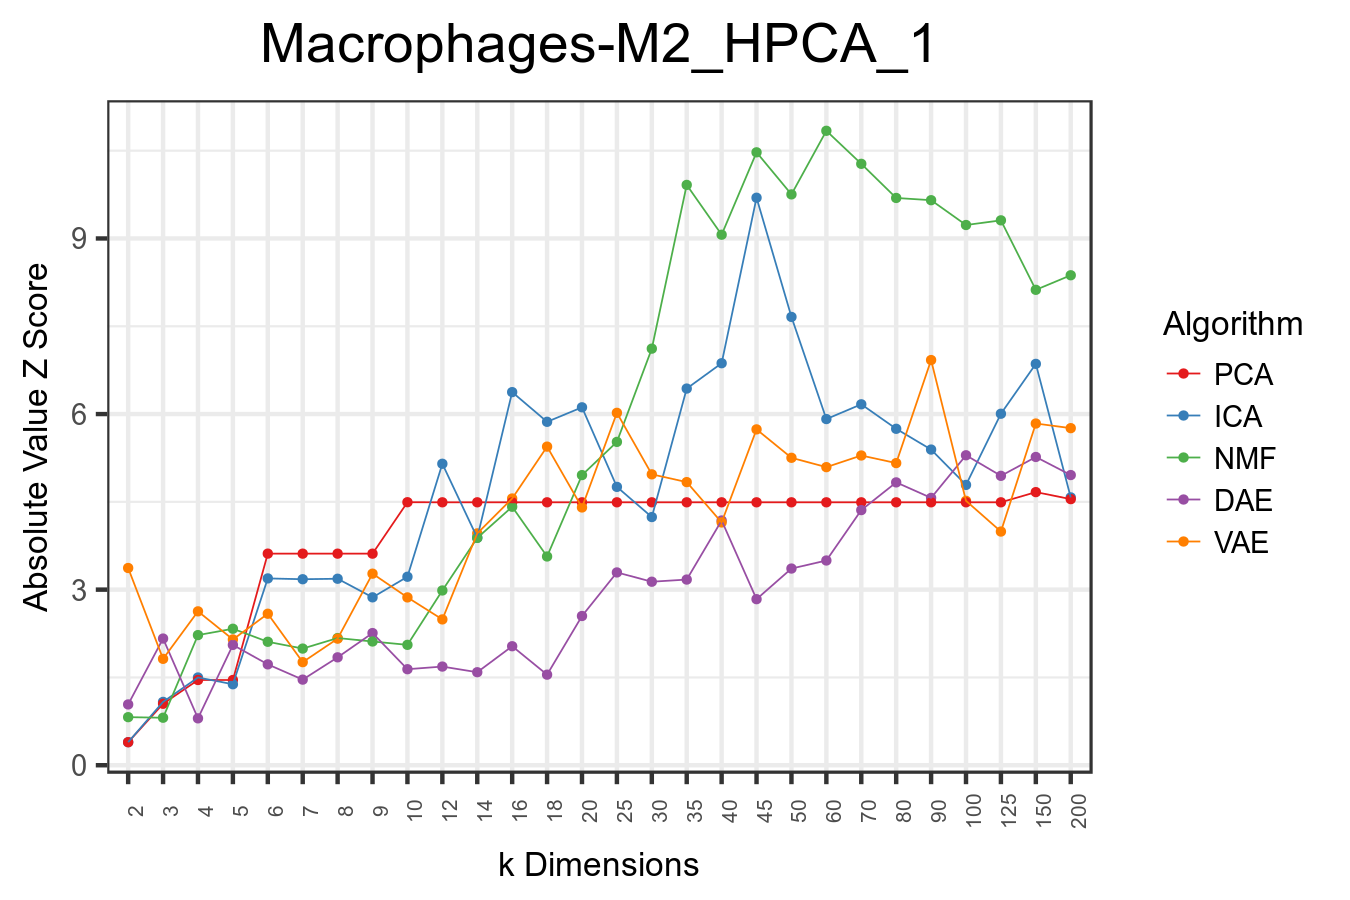 Macrophages-M2_HPCA_1
Absolute Value Z Score
9
6
3
0
2 3 4 5 6 7 8 9 10 12 14 16 18 20 25 30 35 40 45 50 60 70 80 90 100 125 150 200
k Dimensions
Algorithm
PCA
ICA
NMF
DAE
VAE